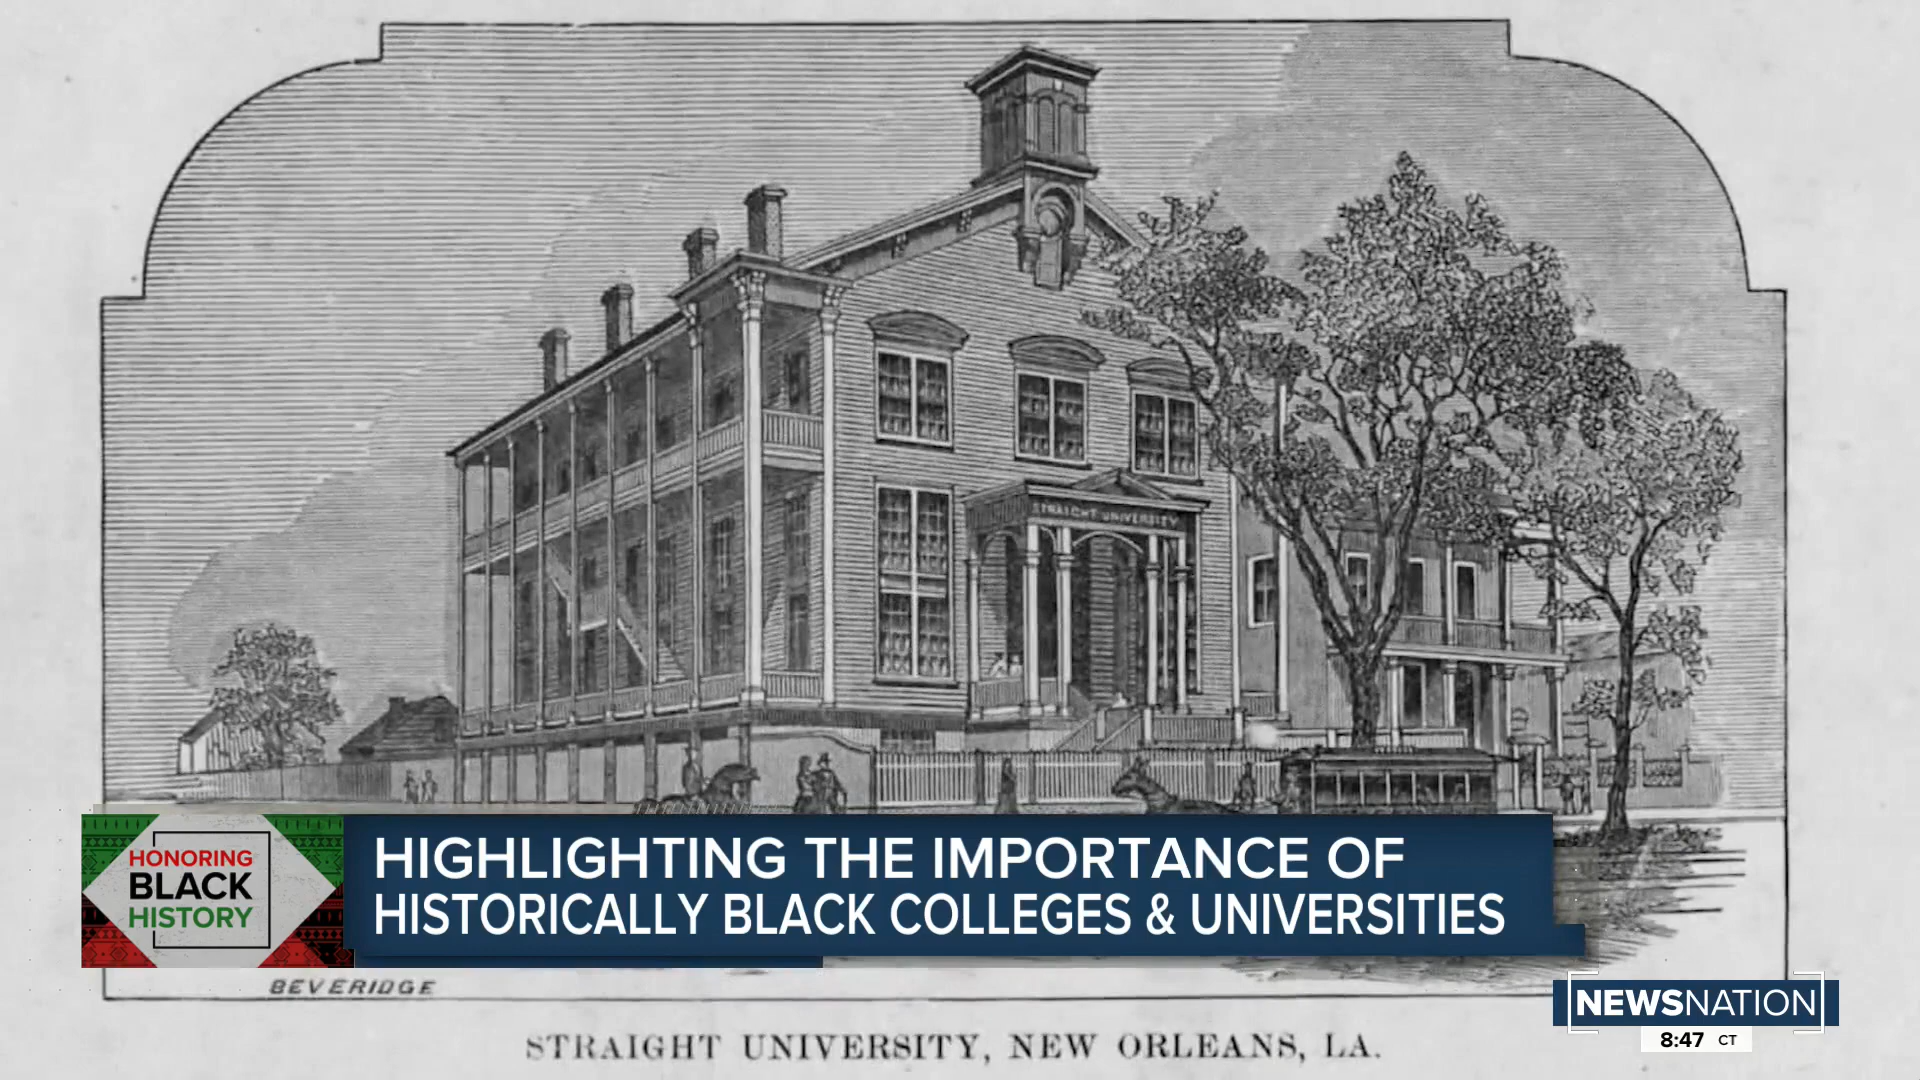 STRAIGHT UNIVERSITY
HONORING
BLACK
HISTORY
HIGHLIGHTING THE IMPORTANCE OF
HISTORICALLY BLACK COLLEGES & UNIVERSITIES
BEVERIDGE
NEWSNATION
8:47 CT
STRAIGHT UNIVERSITY, NEW ORLEANS, LA.